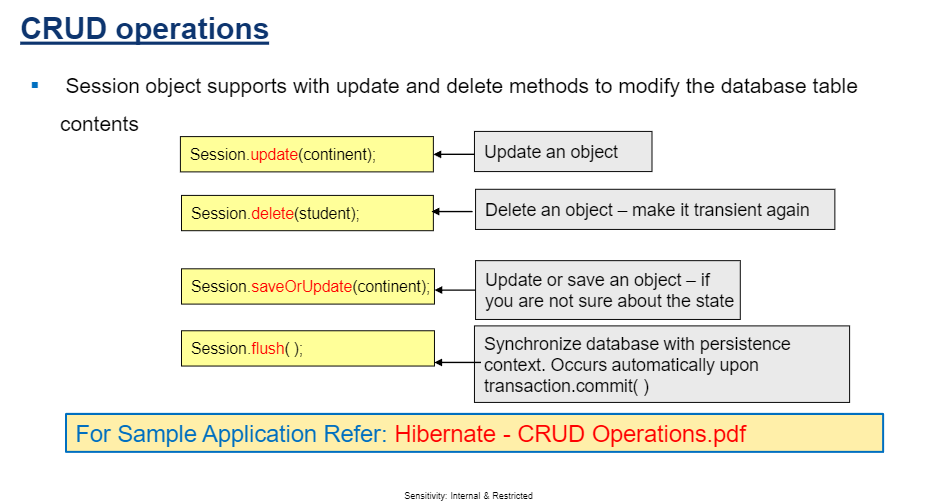 CRUD operations
Session object supports with update and delete methods to modify the database table
contents
Session.update(continent);
Update an object
Session.delete(student);
Delete an object – make it transient again
Session.saveOrUpdate(continent);
Update or save an object – if
you are not sure about the state
Session.flush( );
Synchronize database with persistence
context. Occurs automatically upon
transaction.commit( )
For Sample Application Refer: Hibernate - CRUD Operations.pdf
Sensitivity: Internal & Restricted